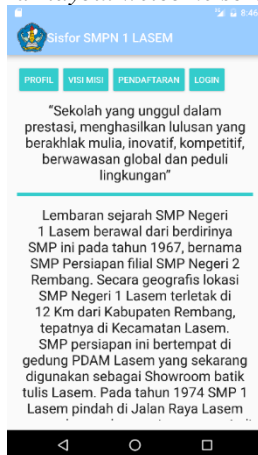 8:46
Sisfor SMPN 1 LASEM
PROFIL VISI MISI PENDAFTARAN LOGIN
“Sekolah yang unggul dalam
prestasi, menghasilkan lulusan yang
berakhlak mulia, inovatif, kompetitif,
berwawasan global dan peduli
lingkungan”
Lembaran sejarah SMP Negeri
1 Lasem berawal dari berdirinya
SMP ini pada tahun 1967, bernama
SMP Persiapan filial SMP Negeri 2
Rembang. Secara geografis lokasi
SMP Negeri 1 Lasem terletak di
12 Km dari Kabupaten Rembang,
tepatnya di Kecamatan Lasem.
SMP persiapan ini bertempat di
gedung PDAM Lasem yang sekarang
digunakan sebagai Showroom batik
tulis Lasem. Pada tahun 1974 SMP 1
Lasem pindah di Jalan Raya Lasem